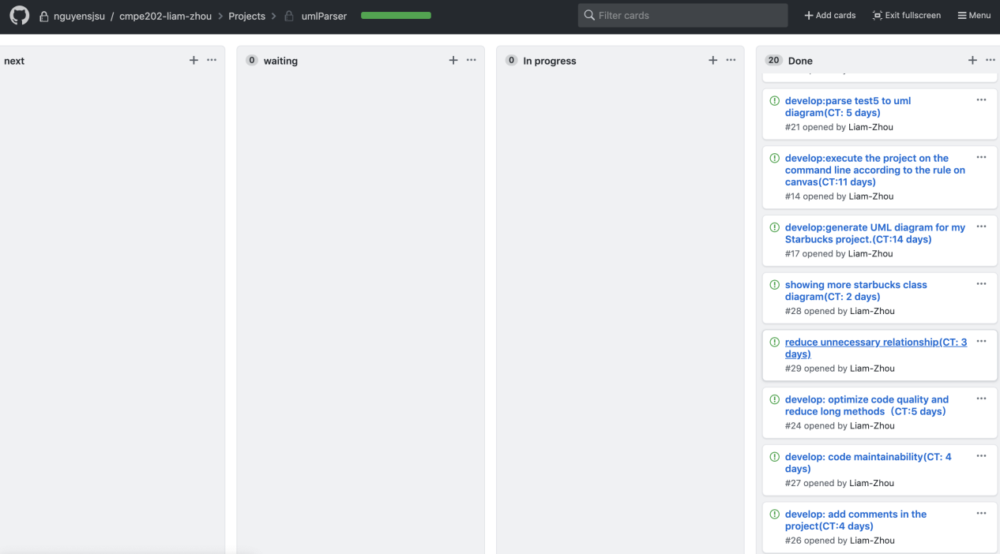 nguyensjsu / cmpe202-liam-zhou > Projects > umlParser
Filter cards
Add cards
Exit fullscreen
Menu
next
0 waiting
0 In progress
20 Done
develop:parse test5 to uml
diagram(CT: 5 days)
#21 opened by Liam-Zhou
develop:execute the project on the
command line according to the rule on
canvas(CT:11 days)
#14 opened by Liam-Zhou
develop:generate UML diagram for my
Starbucks project.(CT:14 days)
#17 opened by Liam-Zhou
showing more starbucks class
diagram(CT: 2 days)
#28 opened by Liam-Zhou
reduce unnecessary relationship(CT: 3
days)
#29 opened by Liam-Zhou
develop: optimize code quality and
reduce long methods（CT:5 days)
#24 opened by Liam-Zhou
develop: code maintainability(CT: 4
days)
#27 opened by Liam-Zhou
develop: add comments in the
project(CT:4 days)
#26 opened by Liam-Zhou